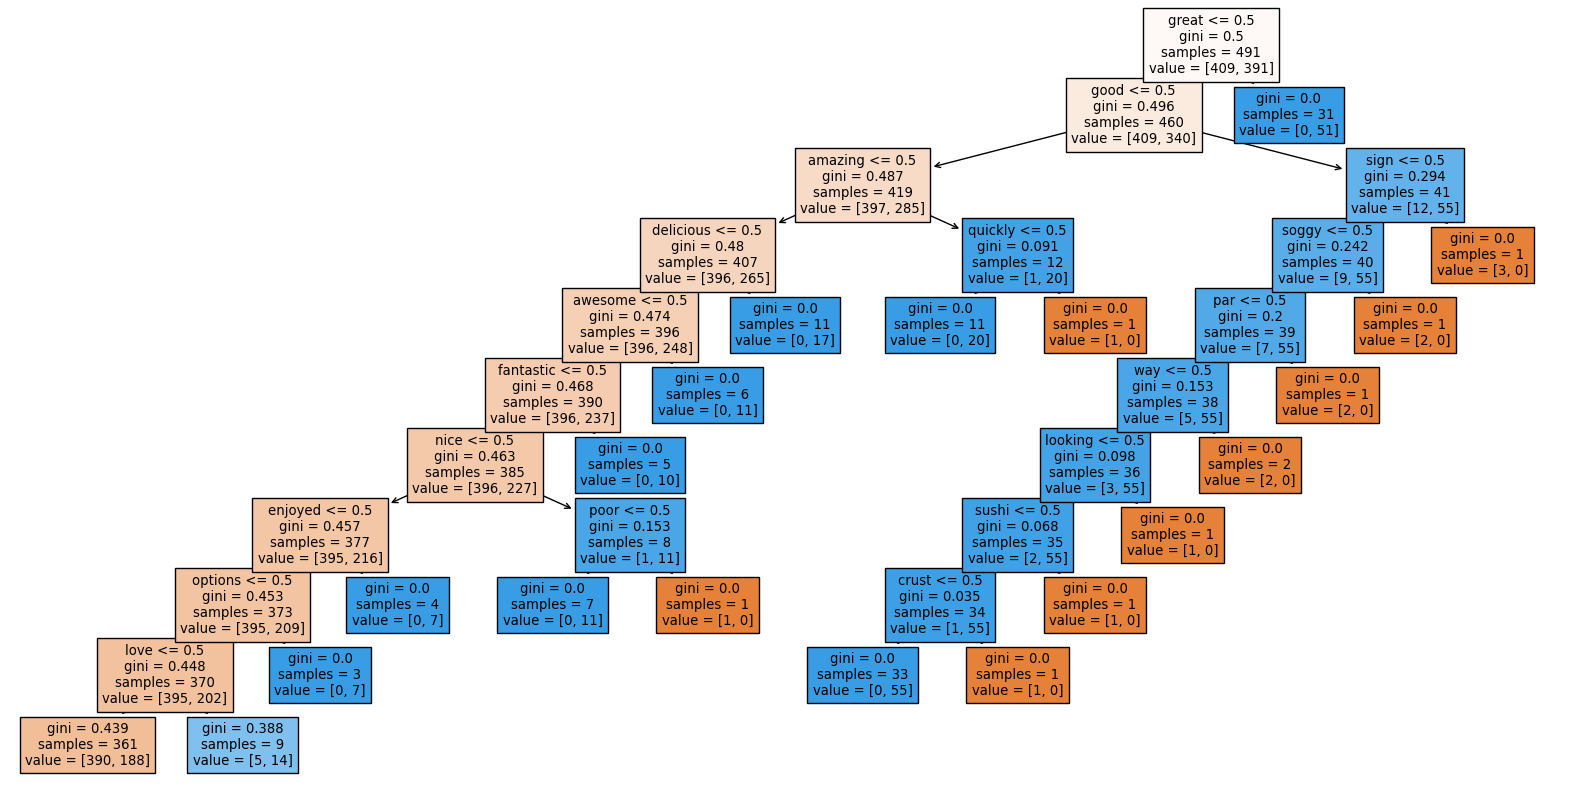 great <= 0.5
gini = 0.5
samples = 491
value = [409, 391]
good <= 0.5
gini = 0.496
samples = 460
value = [409, 340]
gini = 0.0
samples = 31
value = [0, 51]
amazing <= 0.5
gini = 0.487
samples = 419
value = [397, 285]
sign <= 0.5
gini = 0.294
samples = 41
value = [12, 55]
delicious <= 0.5
gini = 0.48
samples = 407
value = [396, 265]
quickly <= 0.5
gini = 0.091
samples = 12
value = [1, 20]
soggy <= 0.5
gini = 0.242
samples = 40
value = [9, 55]
gini = 0.0
samples = 1
value = [3, 0]
awesome <= 0.5
gini = 0.474
samples = 396
value = [396, 248]
gini = 0.0
samples = 11
value = [0, 17]
gini = 0.0
samples = 11
value = [0, 20]
gini = 0.0
samples = 1
value = [1, 0]
par <= 0.5
gini = 0.2
samples = 39
value = [7, 55]
gini = 0.0
samples = 1
value = [2, 0]
fantastic <= 0.5
gini = 0.468
samples = 390
value = [396, 237]
gini = 0.0
samples = 6
value = [0, 11]
way <= 0.5
gini = 0.153
samples = 38
value = [5, 55]
gini = 0.0
samples = 1
value = [2, 0]
nice <= 0.5
gini = 0.463
samples = 385
value = [396, 227]
gini = 0.0
samples = 5
value = [0, 10]
looking <= 0.5
gini = 0.098
samples = 36
value = [3, 55]
gini = 0.0
samples = 2
value = [2, 0]
enjoyed <= 0.5
gini = 0.457
samples = 377
value = [395, 216]
poor <= 0.5
gini = 0.153
samples = 8
value = [1, 11]
sushi <= 0.5
gini = 0.068
samples = 35
value = [2, 55]
gini = 0.0
samples = 1
value = [1, 0]
options <= 0.5
gini = 0.453
samples = 373
value = [395, 209]
gini = 0.0
samples = 4
value = [0, 7]
gini = 0.0
samples = 7
value = [0, 11]
gini = 0.0
samples = 1
value = [1, 0]
crust <= 0.5
gini = 0.035
samples = 34
value = [1, 55]
gini = 0.0
samples = 1
value = [1, 0]
love <= 0.5
gini = 0.448
samples = 370
value = [395, 202]
gini = 0.0
samples = 3
value = [0, 7]
gini = 0.0
samples = 33
value = [0, 55]
gini = 0.0
samples = 1
value = [1, 0]
gini = 0.439
samples = 361
value = [390, 188]
gini = 0.388
samples = 9
value = [5, 14]